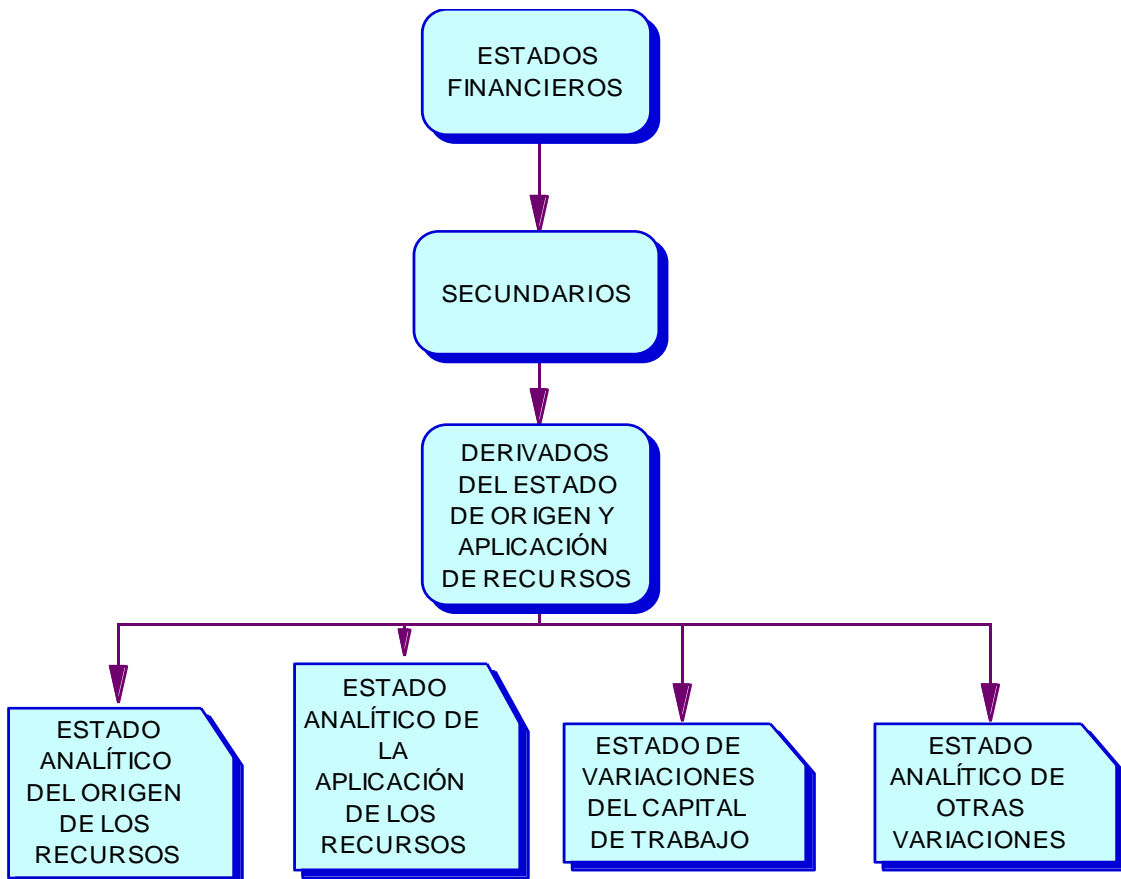 ESTADOS
FINANCIEROS
SECUNDARIOS
DERIVADOS
DEL ESTADO
DE ORIGEN Y
APLICACIÓN
DE RECURSOS
ESTADO
ANALÍTICO
DEL ORIGEN
DE LOS
RECURSOS
ESTADO
ANALÍTICO DE
LA
APLICACIÓN
DE LOS
RECURSOS
ESTADO DE
VARIACIONES
DEL CAPITAL
DE TRABAJO
ESTADO
ANALÍTICO DE
OTRAS
VARIACIONES